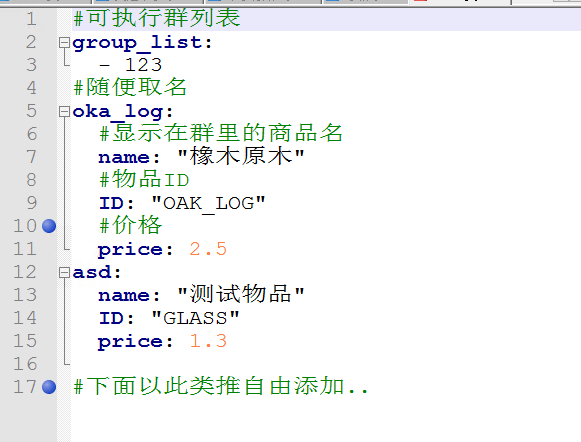 1 #可执行群列表
2 group_list:
3 - 123
4 #随便取名
5 oka_log:
6 #显示在群里的商品名
7 name: "橡木原木"
8 #物品ID
9 ID: "OAK_LOG"
10 #价格
11 price: 2.5
12 asd:
13 name: "测试物品"
14 ID: "GLASS"
15 price: 1.3
16
17 #下面以此类推自由添加..